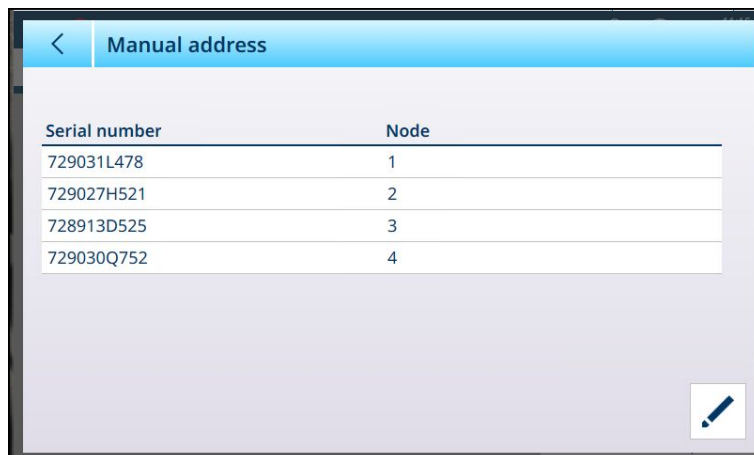 Manual address
Serial number Node
729031L478 1
729027H521 2
728913D525 3
729030Q752 4